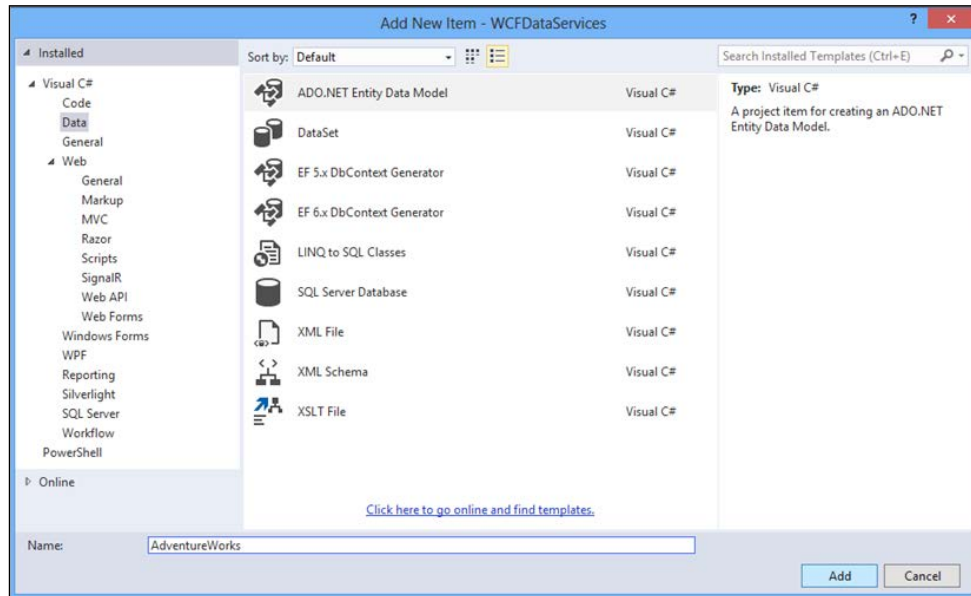 Add New Item - WCFDataServices
?
Installed
Sort by: Default
Search Installed Templates (Ctrl+E)
Visual C#
Code
Data
General
Web
General
Markup
MVC
Razor
Scripts
SignalR
Web API
Web Forms
Windows Forms
WPF
Reporting
Silverlight
SQL Server
Workflow
PowerShell
Online
ADO.NET Entity Data Model Visual C#
DataSet Visual C#
EF 5.x DbContext Generator Visual C#
EF 6.x DbContext Generator Visual C#
LINQ to SQL Classes Visual C#
SQL Server Database Visual C#
XML File Visual C#
XML Schema Visual C#
XSLT File Visual C#
Click here to go online and find templates.
Type: Visual C#
A project item for creating an ADO.NET
Entity Data Model.
Name: AdventureWorks
Add Cancel